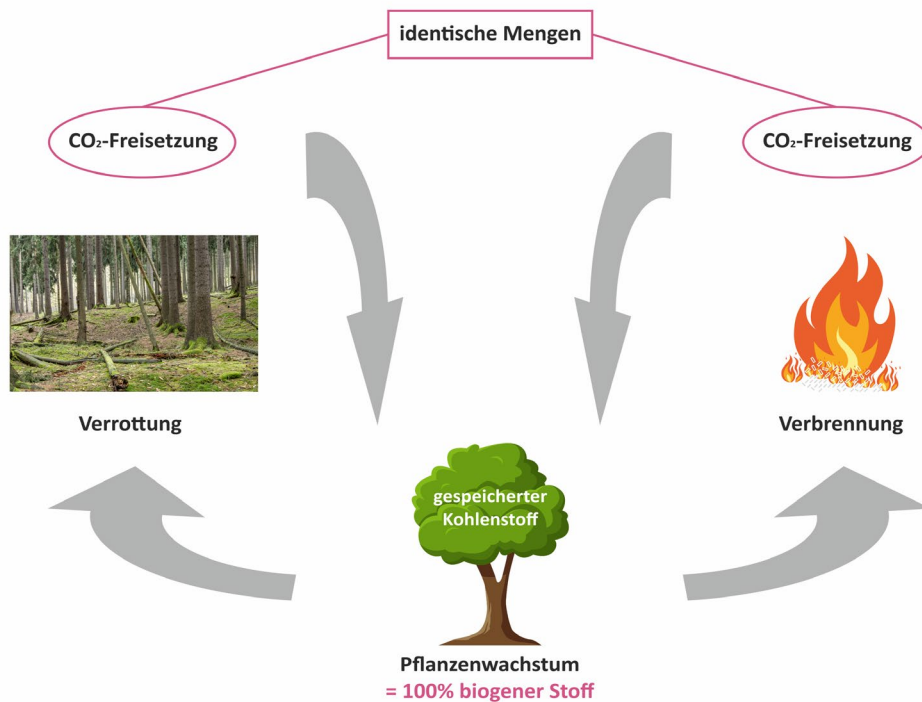 identische Mengen
CO₂-Freisetzung
CO₂-Freisetzung
Verrottung
Verbrennung
gespeicherter
Kohlenstoff
Pflanzenwachstum
= 100% biogener Stoff